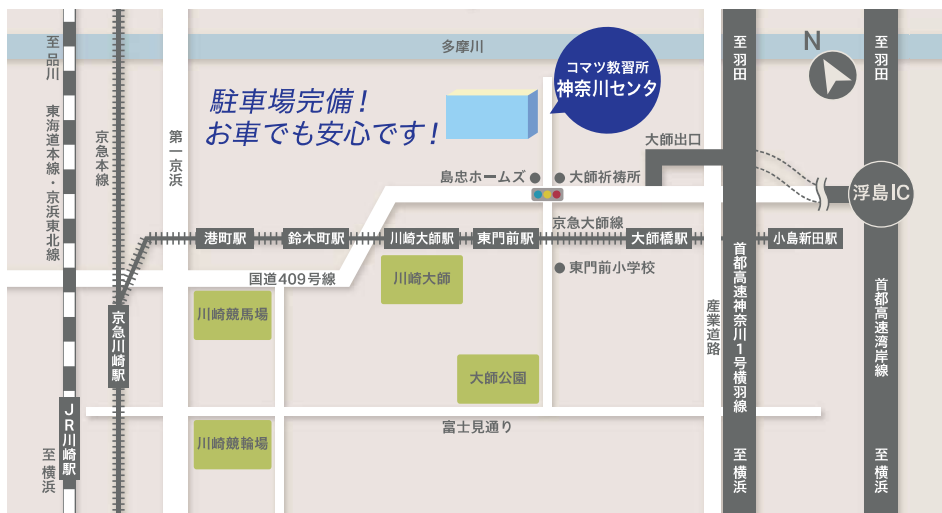 多摩川
至品川
東海道本線・京浜東北線
京急本線
第一京浜
駐車場完備！
お車でも安心です！
コマツ教習所
神奈川センタ
至羽田
N
至羽田
大師出口
島忠ホームズ
大師祈祷所
浮島IC
京急大師線
港町駅
鈴木町駅
川崎大師駅
東門前駅
大師橋駅
小島新田駅
国道409号線
川崎大師
東門前小学校
川崎競馬場
京急川崎駅
産業道路
首都高速神奈川1号横羽線
首都高速湾岸線
大師公園
JR川崎駅
富士見通り
川崎競輪場
至横浜
至横浜
至横浜